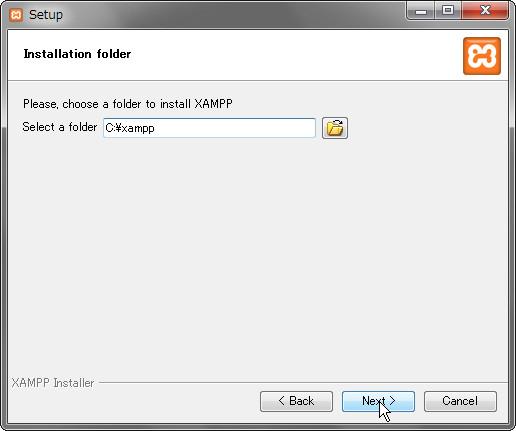 Setup
Installation folder
Please, choose a folder to install XAMPP
Select a folder C:¥xampp
XAMPP Installer
< Back Next > Cancel